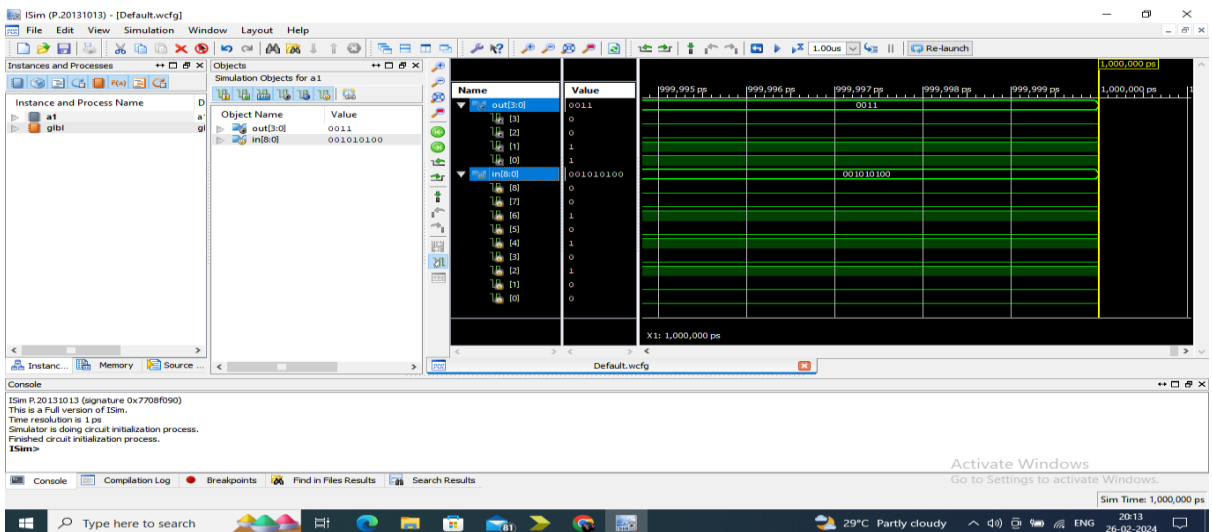 ISim (P.20131013) - [Default.wcfg]
File Edit View Simulation Window Layout Help
1.00us Re-launch
Instances and Processes
Objects
Simulation Objects for a1
Instance and Process Name D
a1 a
glbl gl
Object Name Value
out[3:0] 0011
in[8:0] 001010100
Name Value
out[3:0] 0011
[3] 0
[2] 0
[1] 1
[0] 1
in[8:0] 001010100
[8] 0
[7] 0
[6] 1
[5] 0
[4] 1
[3] 0
[2] 1
[1] 0
[0] 0
1,000,000 ps
999,995 ps 999,996 ps 999,997 ps 999,998 ps 999,999 ps 1,000,000 ps
0011
001010100
X1: 1,000,000 ps
Instanc... Memory Source ...
Default.wcfg
Console
ISim P.20131013 (signature 0x7708f090)
This is a Full version of ISim.
Time resolution is 1 ps
Simulator is doing circuit initialization process.
Finished circuit initialization process.
ISim>
Activate Windows
Go to Settings to activate Windows.
Console Compilation Log Breakpoints Find in Files Results Search Results
Sim Time: 1,000,000 ps
Type here to search
81
29°C Partly cloudy
ENG
20:13
26-02-2024